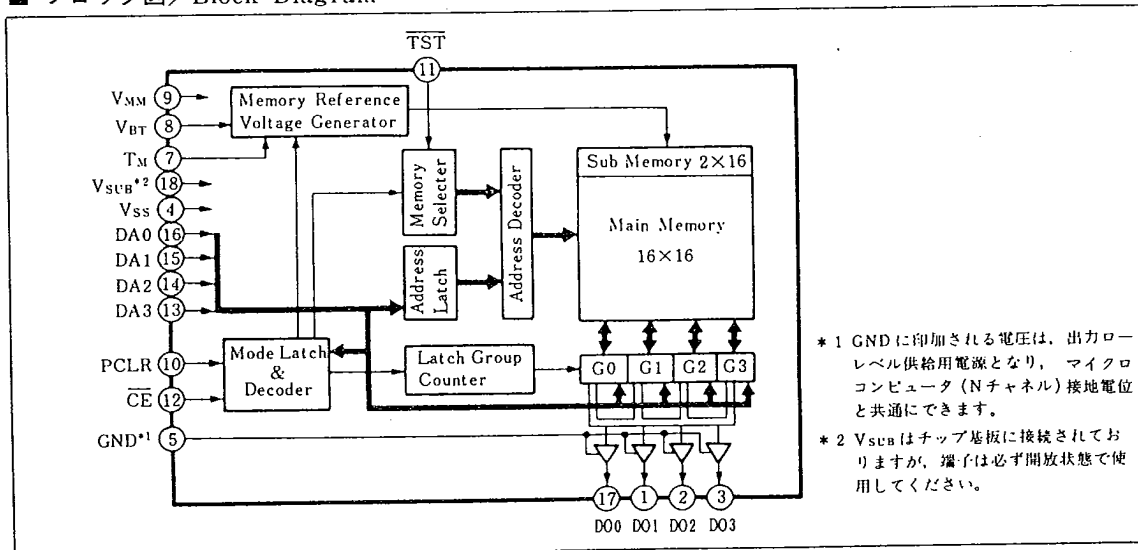 ■ ブロック図/Block Diagram
TST
11
VMM 9
VBT 8
TM 7
VSUB*2 18
VSS 4
DA0 16
DA1 15
DA2 14
DA3 13
PCLR 10
CE 12
GND*1 5
Memory Reference
Voltage Generator
Memory
Selecter
Address
Latch
Address Decoder
Sub Memory 2×16
Main Memory
16×16
Mode Latch
&
Decoder
Latch Group
Counter
G0 G1 G2 G3
17 1 2 3
DO0 DO1 DO2 DO3
*1 GNDに印加される電圧は,出力ロー
レベル供給用電源となり, マイクロ
コンピュータ(Nチャネル)接地電位
と共通にできます。
*2 VSUBはチップ基板に接続されてお
りますが,端子は必ず開放状態で使
用してください。